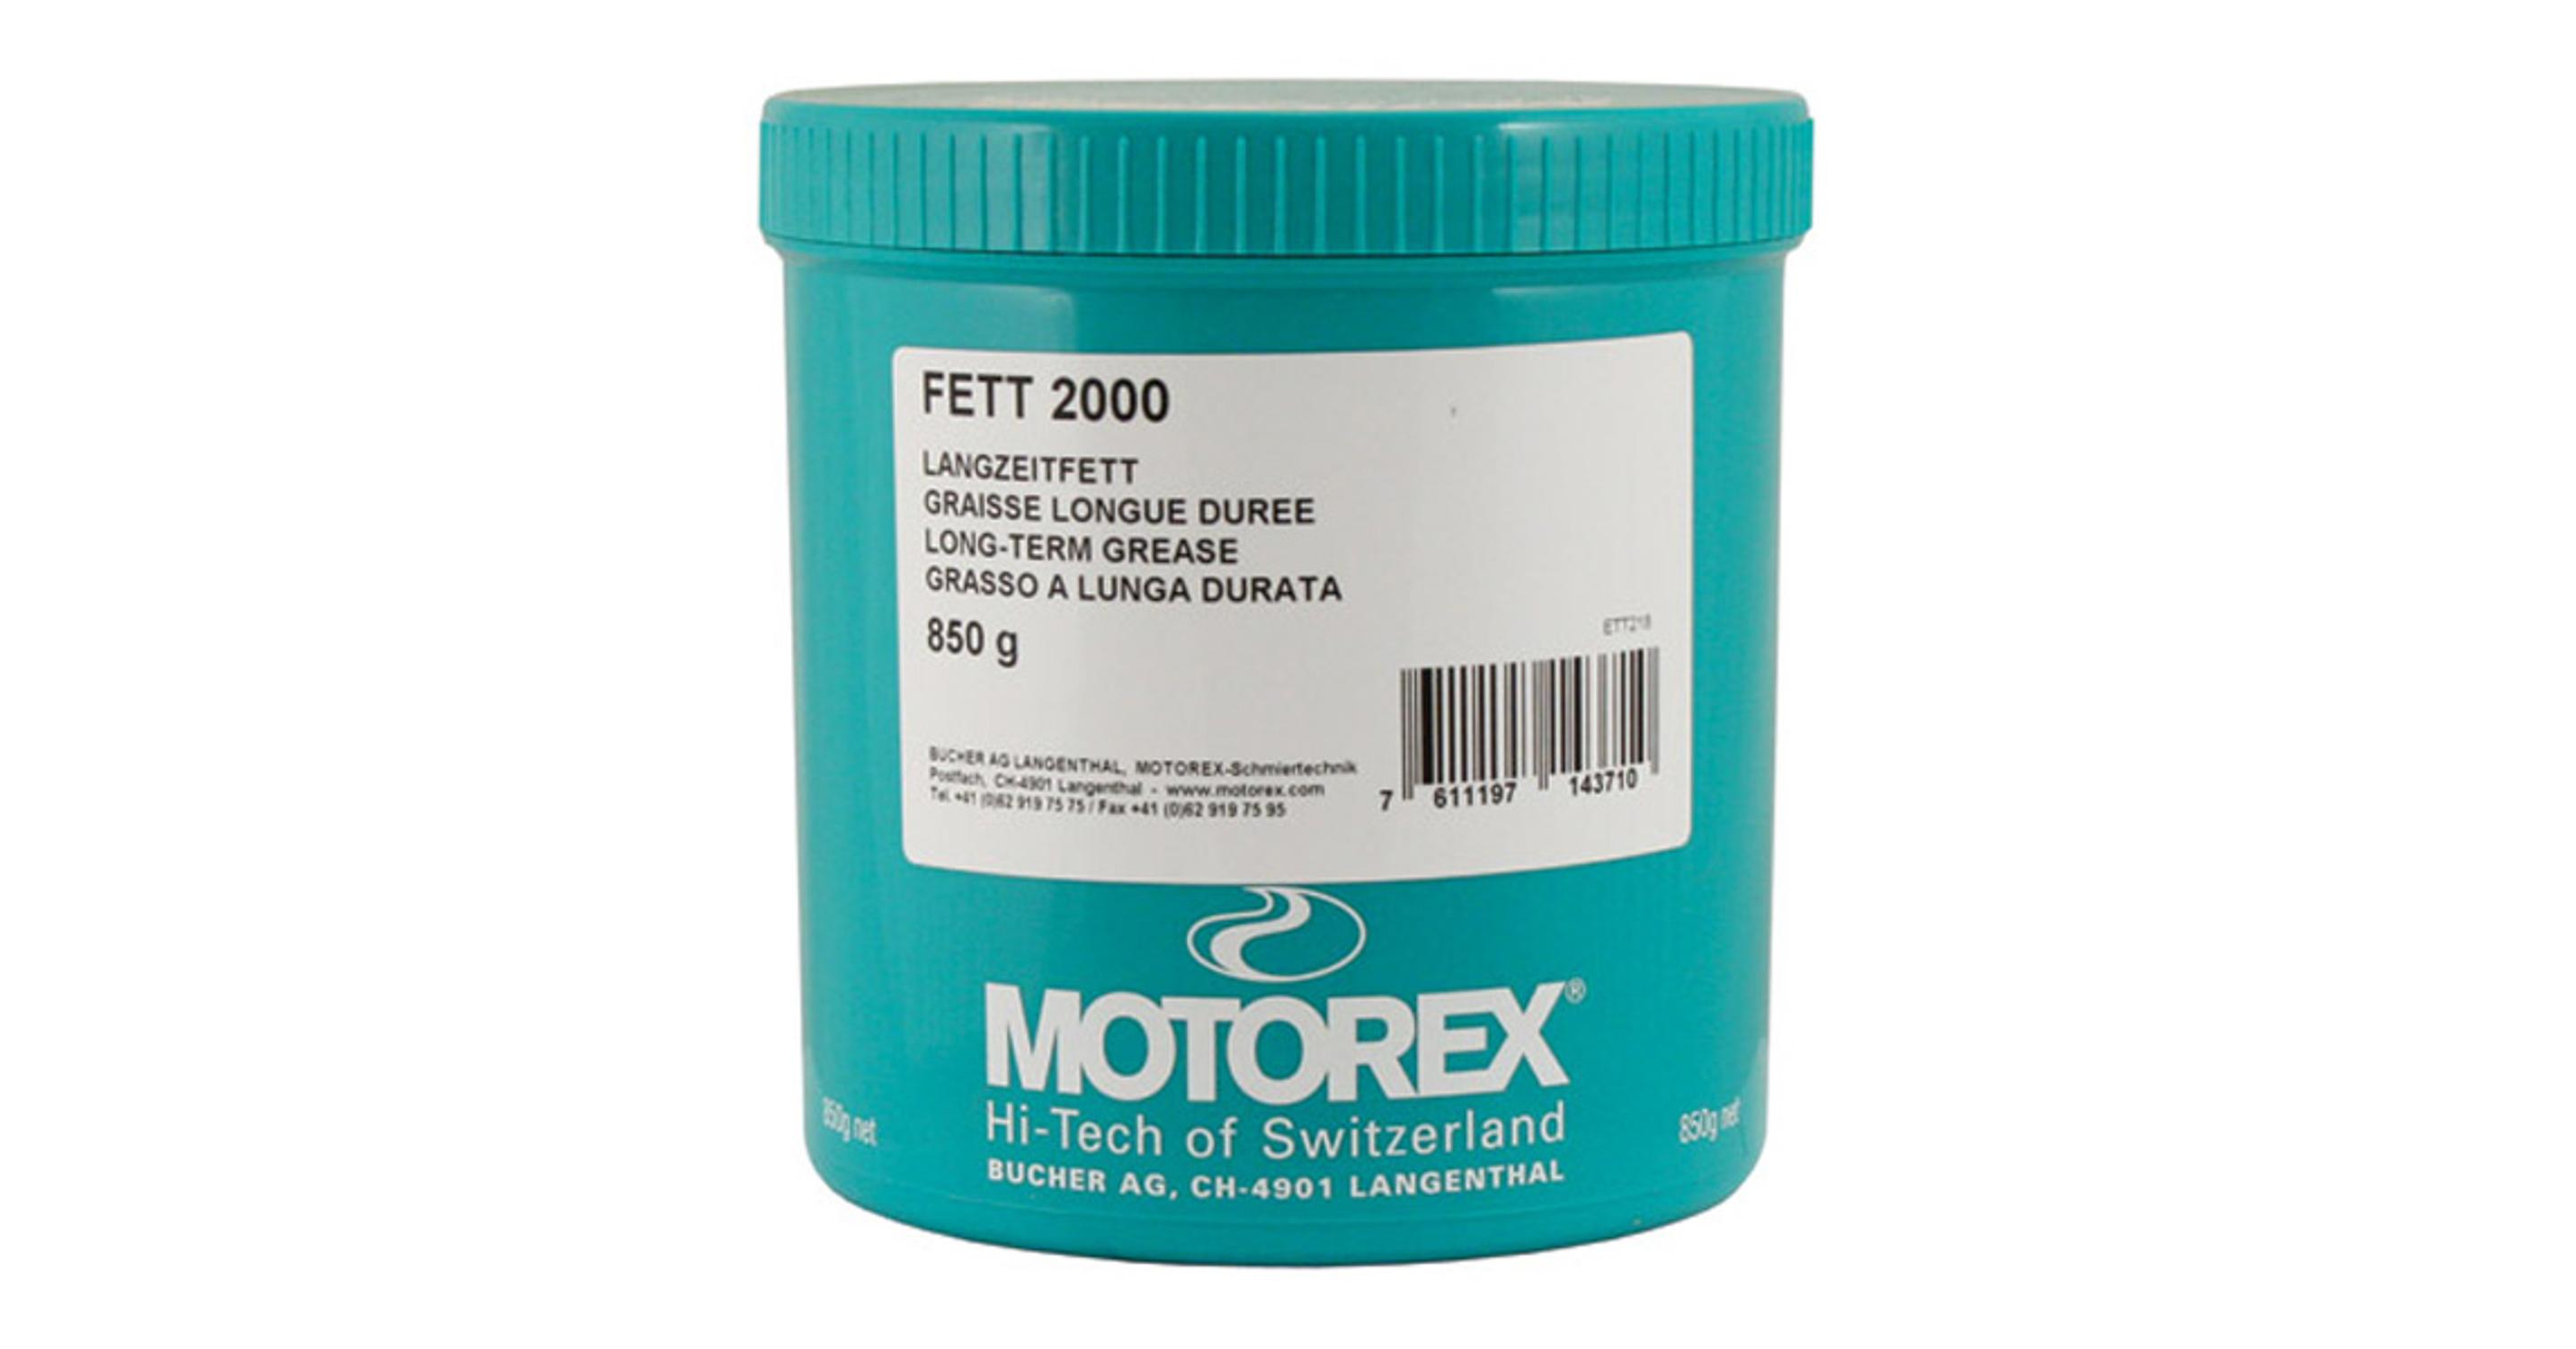 FETT 2000
LANGZEITFETT
GRAISSE LONGUE DUREE
LONG-TERM GREASE
GRASSO A LUNGA DURATA
850 g
ETT218
BUCHER AG LANGENTHAL, MOTOREX-Schmiertechnik
Postfach, CH-4901 Langenthal - www.motorex.com
Tel. +41 (0)62 919 75 75 / Fax +41 (0)62 919 75 95
7 611197 143710
MOTOREX®
Hi-Tech of Switzerland
BUCHER AG, CH-4901 LANGENTHAL
850g net
850g net